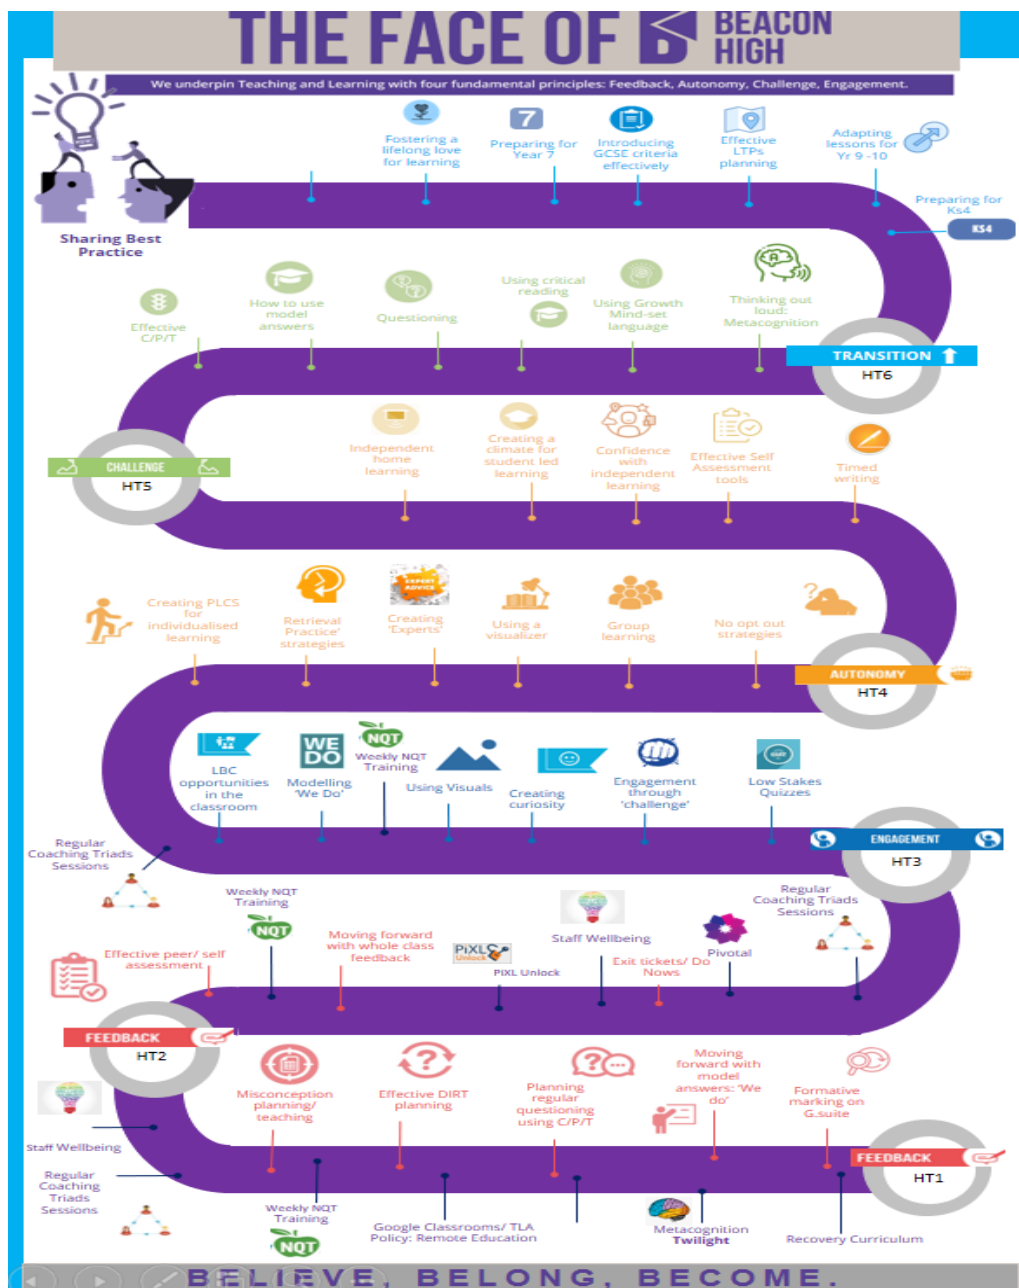 THE FACE OF
BEACON
HIGH
We underpin Teaching and Learning with four fundamental principles: Feedback, Autonomy, Challenge, Engagement.
Sharing Best
Practice
Fostering a
lifelong love
for learning
7
Preparing for
Year 7
Introducing
GCSE criteria
effectively
Effective
LTPs
planning
Adapting
lessons for
Yr 9 -10
Preparing for
Ks4
KS4
Effective
C/P/T
How to use
model
answers
Questioning
Using critical
reading
Using Growth
Mind-set
language
Thinking out
loud:
Metacognition
TRANSITION
HT6
CHALLENGE
HT5
Independent
home
learning
Creating a
climate for
student led
learning
Confidence
with
independent
learning
Effective Self
Assessment
tools
Timed
writing
Creating PLCS
for
individualised
learning
Retrieval
Practice'
strategies
EXPERT
ADVICE
Creating
'Experts'
Using a
visualizer
Group
learning
No opt out
strategies
AUTONOMY
HT4
LBC
opportunities
in the
classroom
WE
DO
Modelling
'We Do'
NQT
Weekly NQT
Training
Using Visuals
Creating
curiosity
Engagement
through
'challenge'
Low Stakes
Quizzes
ENGAGEMENT
HT3
Regular
Coaching Triads
Sessions
Effective peer/ self
assessment
Weekly NQT
Training
NQT
Moving forward
with whole class
feedback
PiXL
Unlock
PIXL Unlock
Staff Wellbeing
Exit tickets/ Do
Nows
Pivotal
Regular
Coaching Triads
Sessions
FEEDBACK
HT2
Staff Wellbeing
Regular
Coaching
Triads
Sessions
Misconception
planning/
teaching
Effective DIRT
planning
Planning
regular
questioning
using C/P/T
Moving
forward with
model
answers: 'We
do'
Formative
marking on
G.suite
FEEDBACK
HT1
Weekly NQT
Training
NQT
Google Classrooms/ TLA
Policy: Remote Education
Metacognition
Twilight
Recovery Curriculum
BELIEVE, BELONG, BECOME.